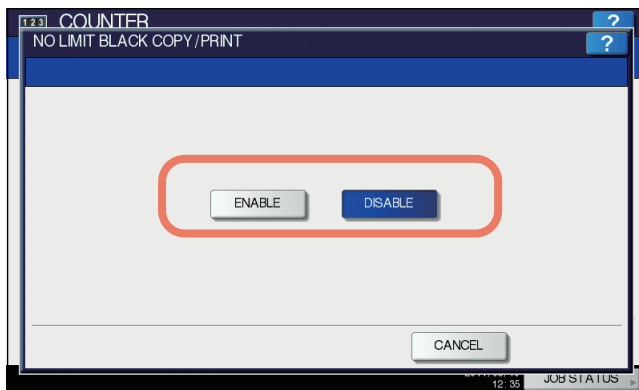 123 COUNTER ?
NO LIMIT BLACK COPY/PRINT ?
ENABLE DISABLE
CANCEL
12:35 JOB STATUS